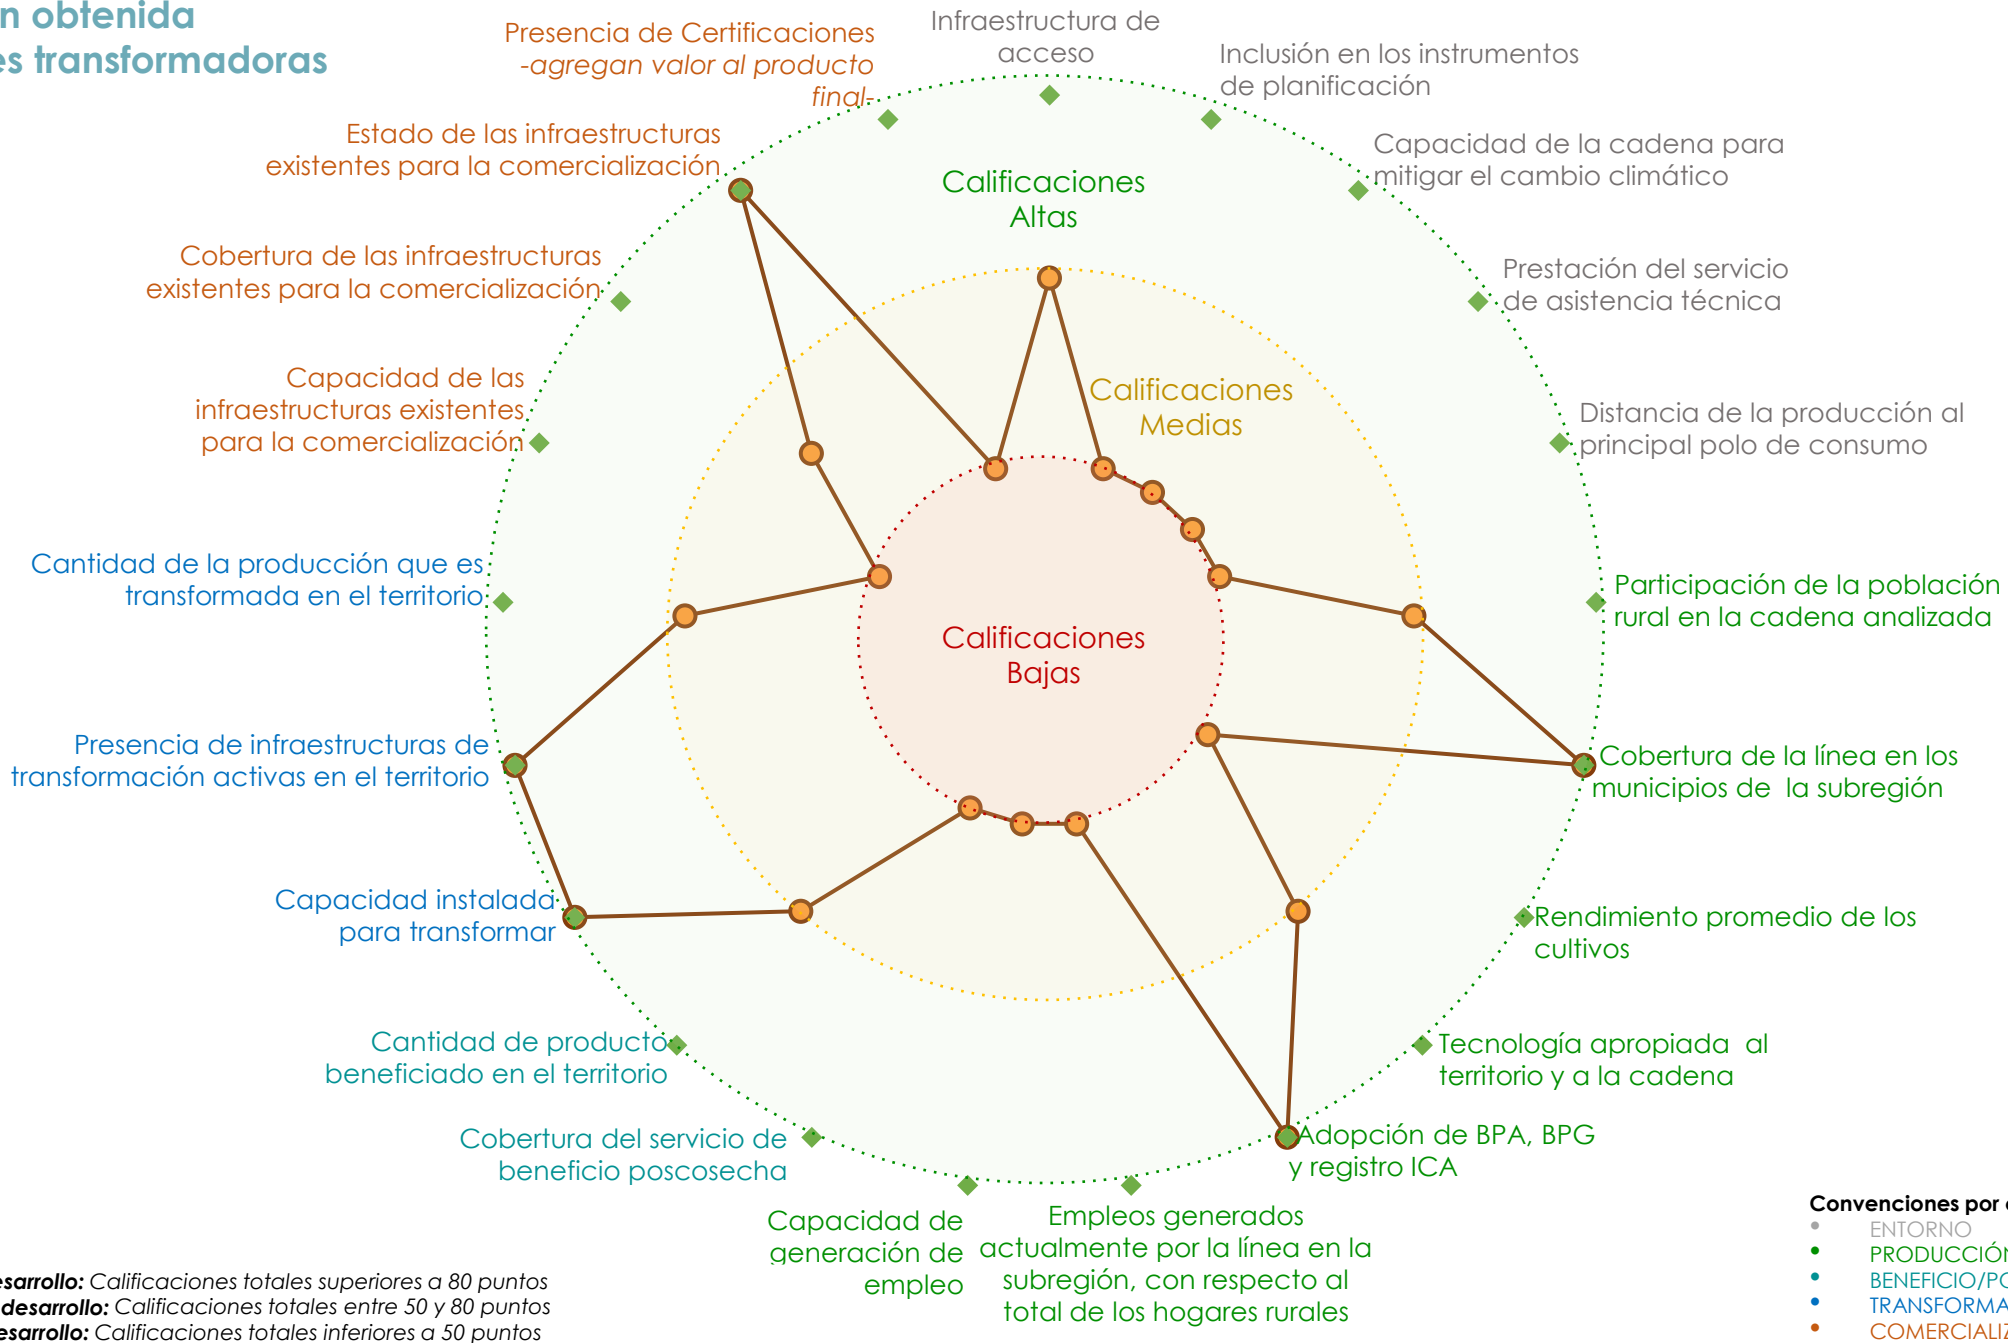 n obtenida
es transformadoras
Infraestructura de
acceso
Inclusión en los instrumentos
de planificación
Capacidad de la cadena para
mitigar el cambio climático
Prestación del servicio
de asistencia técnica
Distancia de la producción al
principal polo de consumo
Participación de la población
rural en la cadena analizada
Cobertura de la línea en los
municipios de la subregión
Rendimiento promedio de los
cultivos
Tecnología apropiada al
territorio y a la cadena
Adopción de BPA, BPG
y registro ICA
Empleos generados
actualmente por la línea en la
subregión, con respecto al
total de los hogares rurales
Capacidad de
generación de
empleo
Cobertura del servicio de
beneficio poscosecha
Cantidad de producto
beneficiado en el territorio
Capacidad instalada
para transformar
Presencia de infraestructuras de
transformación activas en el territorio
Cantidad de la producción que es
transformada en el territorio
Capacidad de las
infraestructuras existentes
para la comercialización
Cobertura de las infraestructuras
existentes para la comercialización
Estado de las infraestructuras
existentes para la comercialización
Presencia de Certificaciones
-agregan valor al producto
final-
Calificaciones
Altas
Calificaciones
Medias
Calificaciones
Bajas
esarrollo: Calificaciones totales superiores a 80 puntos
desarrollo: Calificaciones totales entre 50 y 80 puntos
esarrollo: Calificaciones totales inferiores a 50 puntos
Convenciones por
• ENTORNO
• PRODUCCIÓN
• BENEFICIO/PO
• TRANSFORMA
• COMERCIALIZ